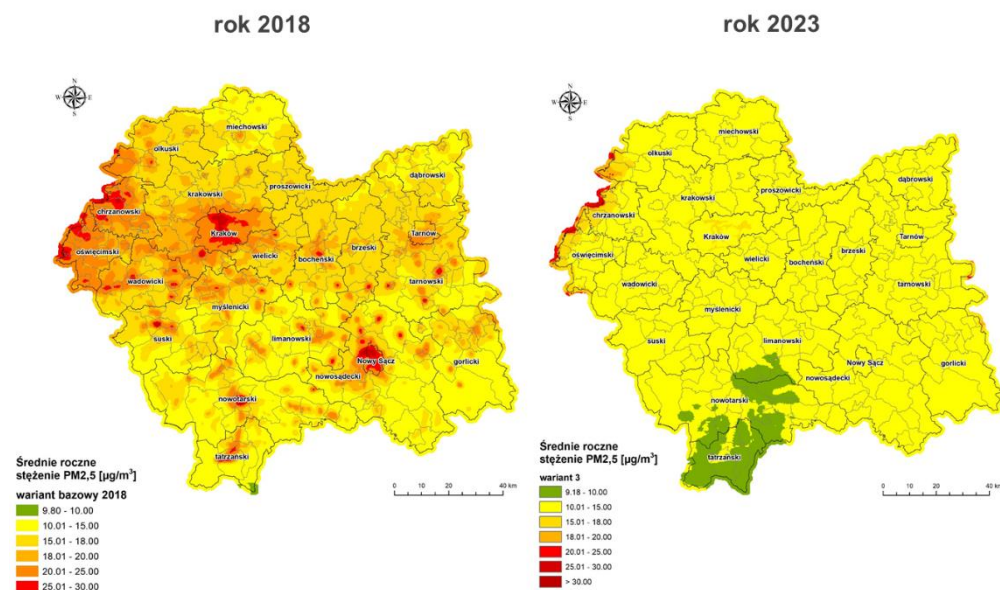 rok 2018
N
W E
S
miechowski
olkuski
dąbrowski
proszowicki
krakowski
chrzanowski
Kraków
Tarnów
brzeski
oświęcimski
wielicki
bocheński
wadowicki
tarnowski
myślenicki
suski
limanowski
Nowy Sącz
gorlicki
nowosądecki
nowotarski
tatrzański
Średnie roczne
stężenie PM2,5 [µg/m³]
wariant bazowy 2018
9.80 - 10.00
10.01 - 15.00
15.01 - 18.00
18.01 - 20.00
20.01 - 25.00
25.01 - 30.00
0 10 20 40 km
rok 2023
N
W E
S
miechowski
olkuski
dąbrowski
proszowicki
krakowski
chrzanowski
Kraków
Tarnów
brzeski
oświęcimski
wielicki
bocheński
wadowicki
tarnowski
myślenicki
suski
limanowski
Nowy Sącz
gorlicki
nowosądecki
nowotarski
tatrzański
Średnie roczne
stężenie PM2,5 [µg/m³]
wariant 3
9.18 - 10.00
10.01 - 15.00
15.01 - 18.00
18.01 - 20.00
20.01 - 25.00
25.01 - 30.00
> 30.00
0 10 20 40 km